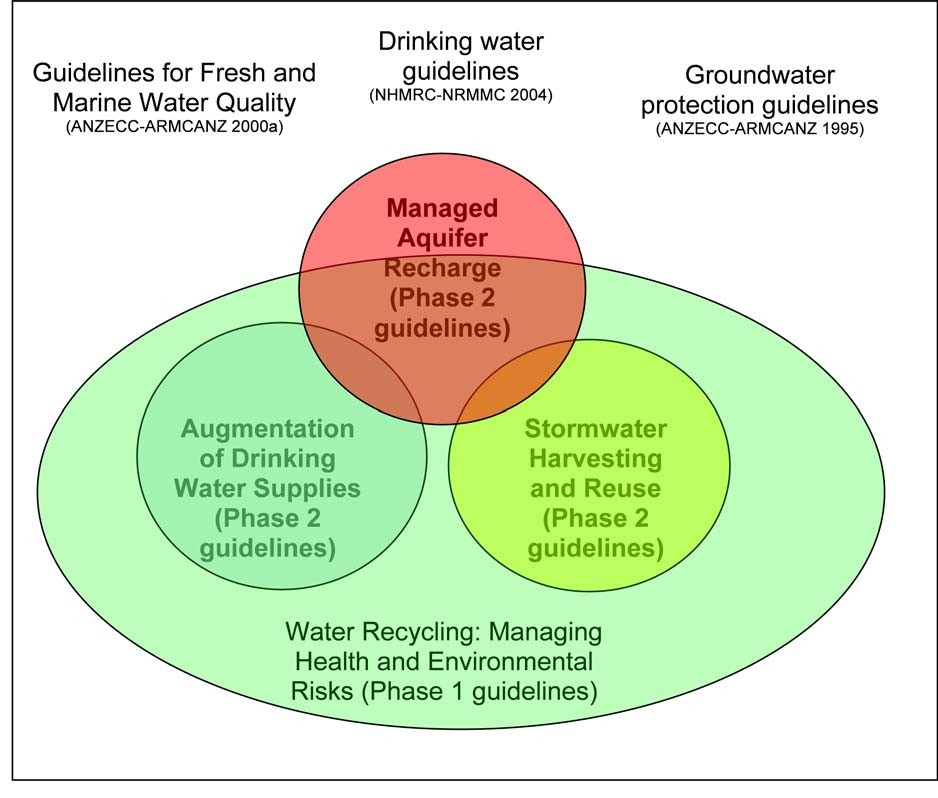 Guidelines for Fresh and
Marine Water Quality
(ANZECC-ARMCANZ 2000a)
Drinking water
guidelines
(NHMRC-NRMMC 2004)
Groundwater
protection guidelines
(ANZECC-ARMCANZ 1995)
Managed
Aquifer
Recharge
(Phase 2
guidelines)
Augmentation
of Drinking
Water Supplies
(Phase 2
guidelines)
Stormwater
Harvesting
and Reuse
(Phase 2
guidelines)
Water Recycling: Managing
Health and Environmental
Risks (Phase 1 guidelines)